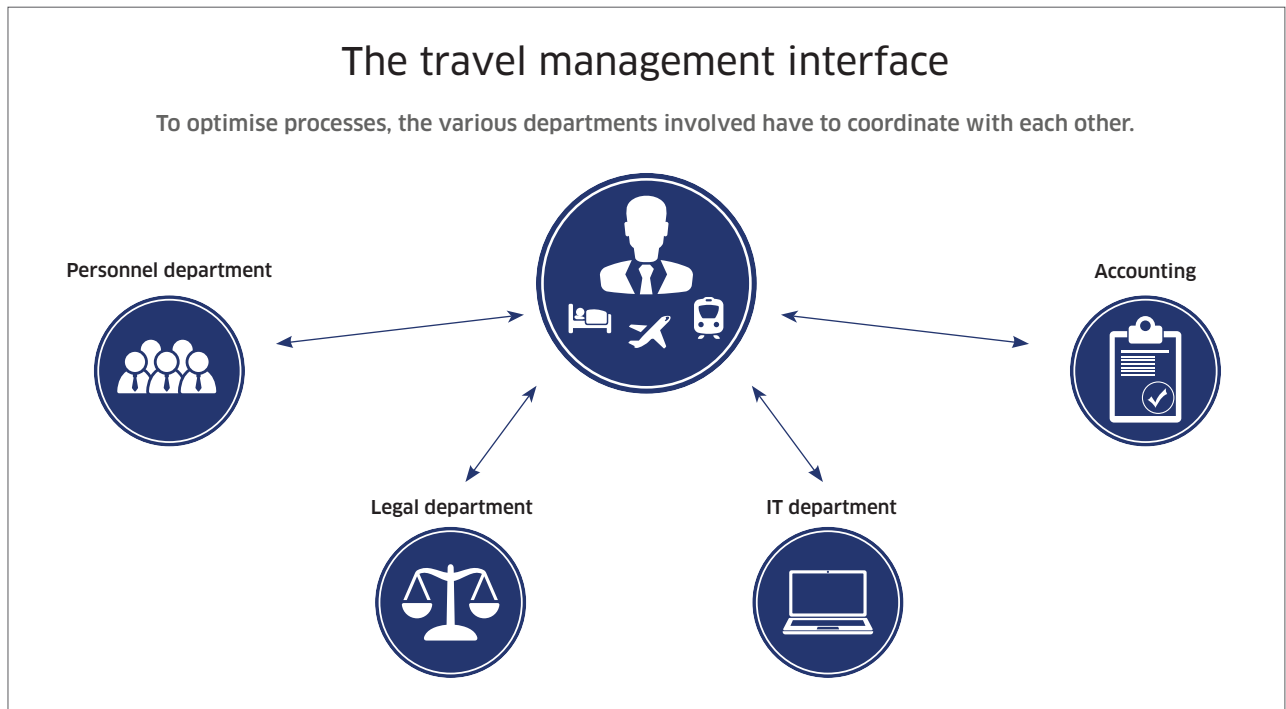 The travel management interface
To optimise processes, the various departments involved have to coordinate with each other.
Personnel department
Accounting
Legal department
IT department